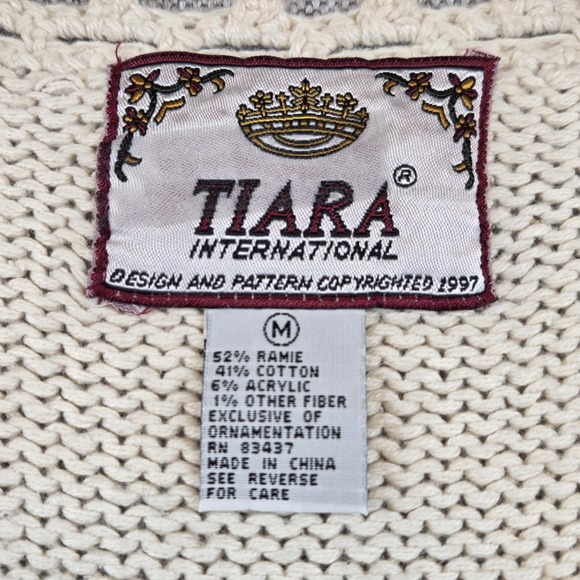 TIARA ®
INTERNATIONAL
DESIGN AND PATTERN COPYRIGHTED 1997
M
52% RAMIE
41% COTTON
6% ACRYLIC
1% OTHER FIBER
EXCLUSIVE OF
ORNAMENTATION
RN 83437
MADE IN CHINA
SEE REVERSE
FOR CARE